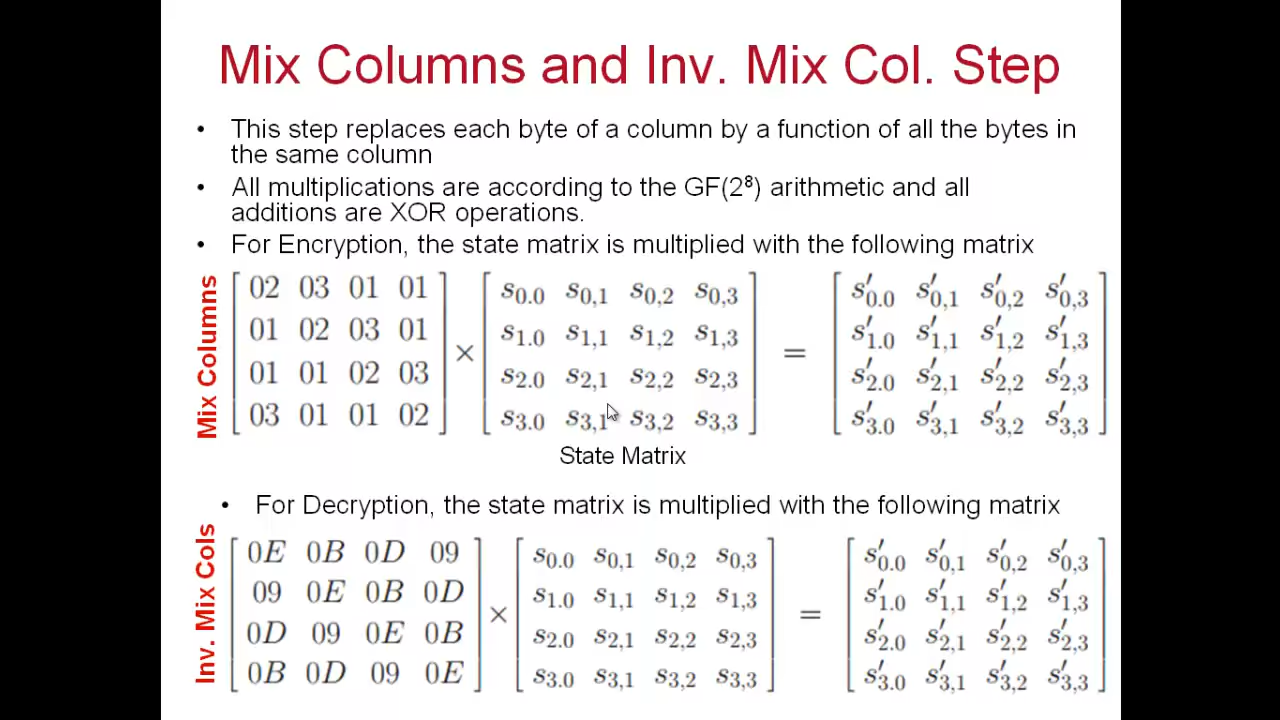 Mix Columns and Inv. Mix Col. Step
• This step replaces each byte of a column by a function of all the bytes in
the same column
• All multiplications are according to the GF(2⁸) arithmetic and all
additions are XOR operations.
• For Encryption, the state matrix is multiplied with the following matrix
Mix Columns
02 03 01 01 s0.0 s0,1 s0,2 s0,3 s′0.0 s′0,1 s′0,2 s′0,3
01 02 03 01 s1.0 s1,1 s1,2 s1,3 s′1.0 s′1,1 s′1,2 s′1,3
× =
01 01 02 03 s2.0 s2,1 s2,2 s2,3 s′2.0 s′2,1 s′2,2 s′2,3
03 01 01 02 s3.0 s3,1 s3,2 s3,3 s′3.0 s′3,1 s′3,2 s′3,3
State Matrix
• For Decryption, the state matrix is multiplied with the following matrix
Inv. Mix Cols
0E 0B 0D 09 s0.0 s0,1 s0,2 s0,3 s′0.0 s′0,1 s′0,2 s′0,3
09 0E 0B 0D s1.0 s1,1 s1,2 s1,3 s′1.0 s′1,1 s′1,2 s′1,3
× =
0D 09 0E 0B s2.0 s2,1 s2,2 s2,3 s′2.0 s′2,1 s′2,2 s′2,3
0B 0D 09 0E s3.0 s3,1 s3,2 s3,3 s′3.0 s′3,1 s′3,2 s′3,3